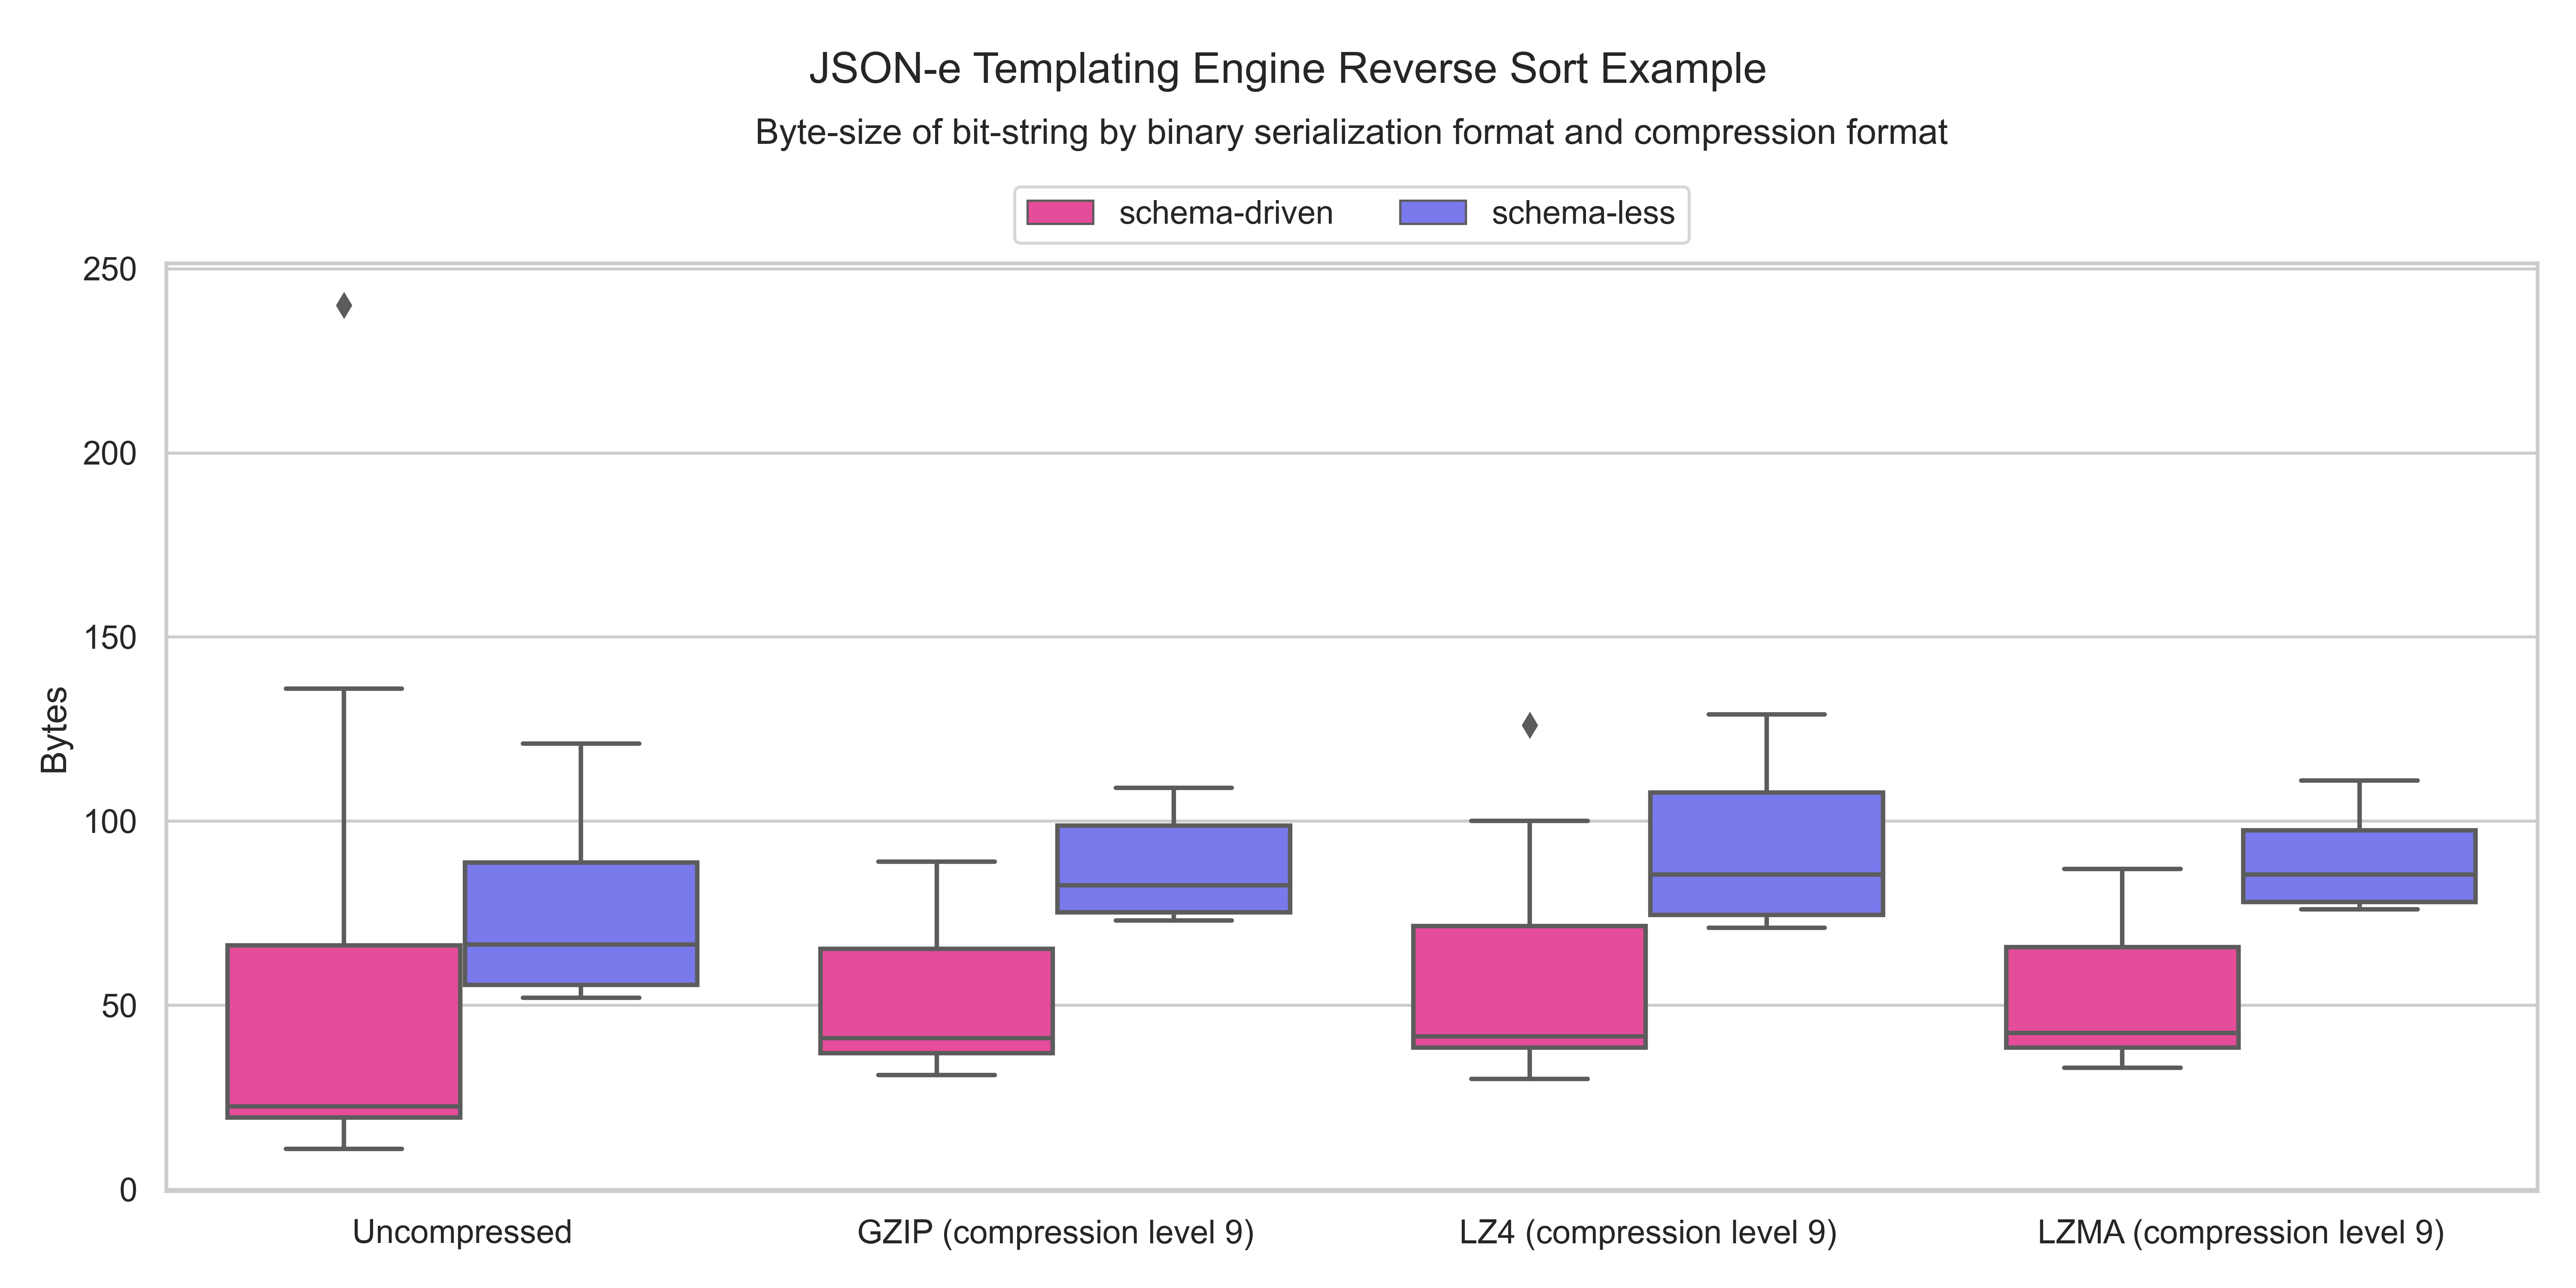 JSON-e Templating Engine Reverse Sort Example
Byte-size of bit-string by binary serialization format and compression format
schema-driven schema-less
250
200
150
100
50
0
Bytes
Uncompressed GZIP (compression level 9) LZ4 (compression level 9) LZMA (compression level 9)